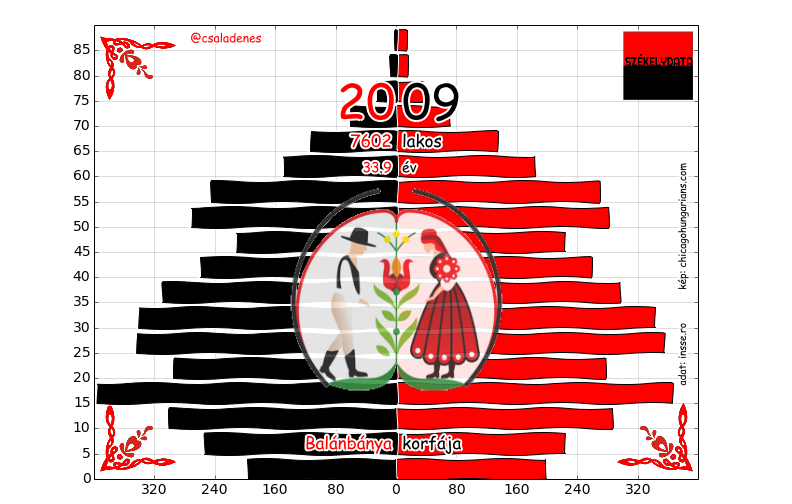 @csaladenes
SZÉKELYDATA
2009
7602 lakos
33.9 év
kép: chicagohungarians.com
adat: insse.ro
Balánbánya korfája
85
80
75
70
65
60
55
50
45
40
35
30
25
20
15
10
5
0
320 240 160 80 0 80 160 240 320